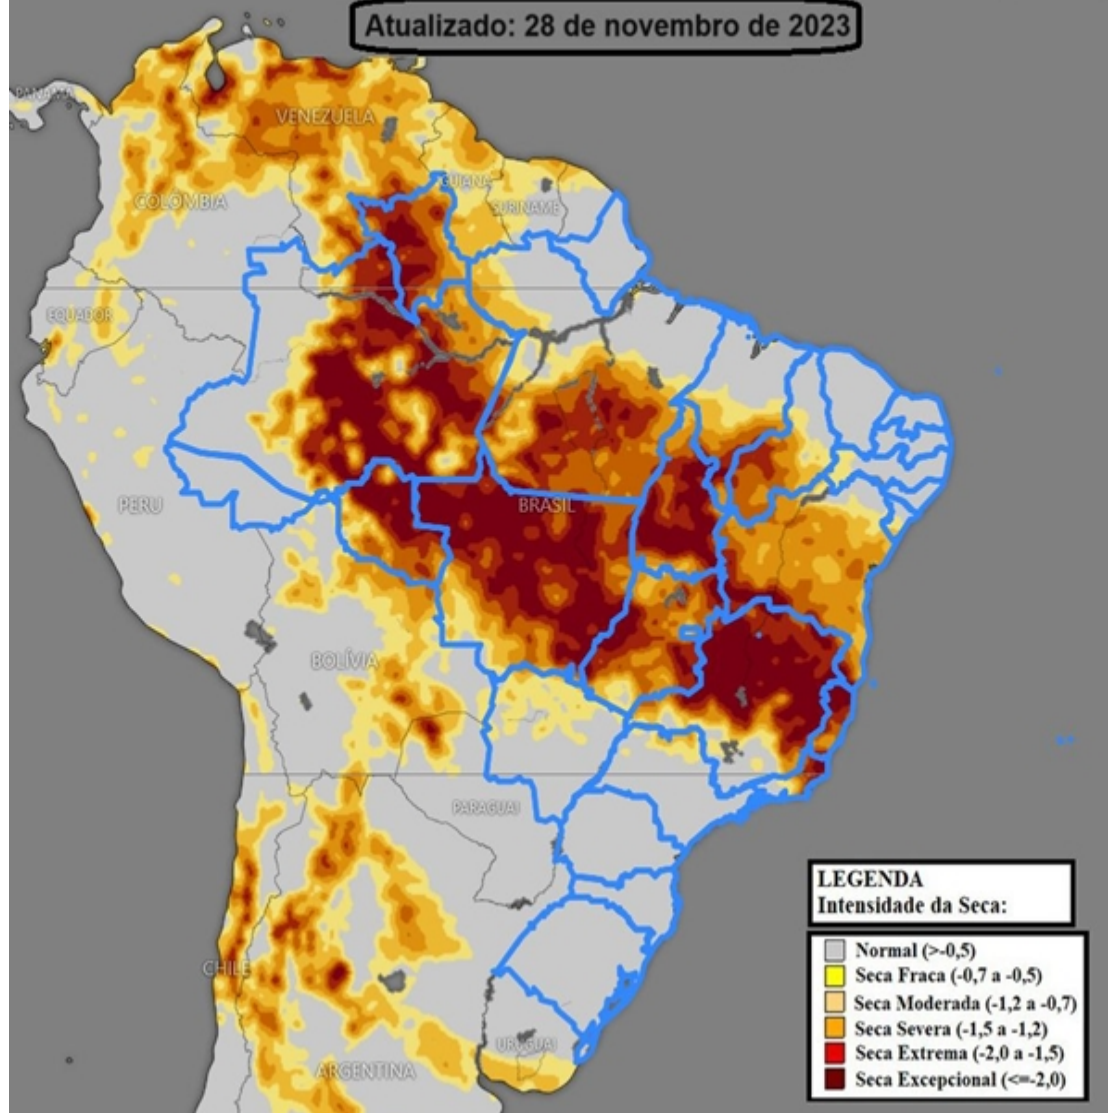 Atualizado: 28 de novembro de 2023
PANAMÁ
VENEZUELA
GUIANA
COLÔMBIA
SURINAME
EQUADOR
PERU
BRASIL
BOLÍVIA
PARAGUAI
CHILE
URUGUAI
ARGENTINA
LEGENDA
Intensidade da Seca:
Normal (>-0,5)
Seca Fraca (-0,7 a -0,5)
Seca Moderada (-1,2 a -0,7)
Seca Severa (-1,5 a -1,2)
Seca Extrema (-2,0 a -1,5)
Seca Excepcional (<=-2,0)